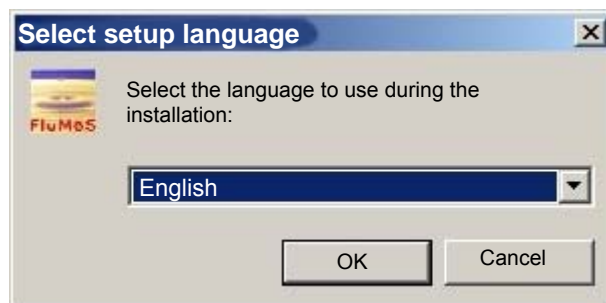 Select setup language
Select the language to use during the
installation:
FluMoS
English
OK
Cancel